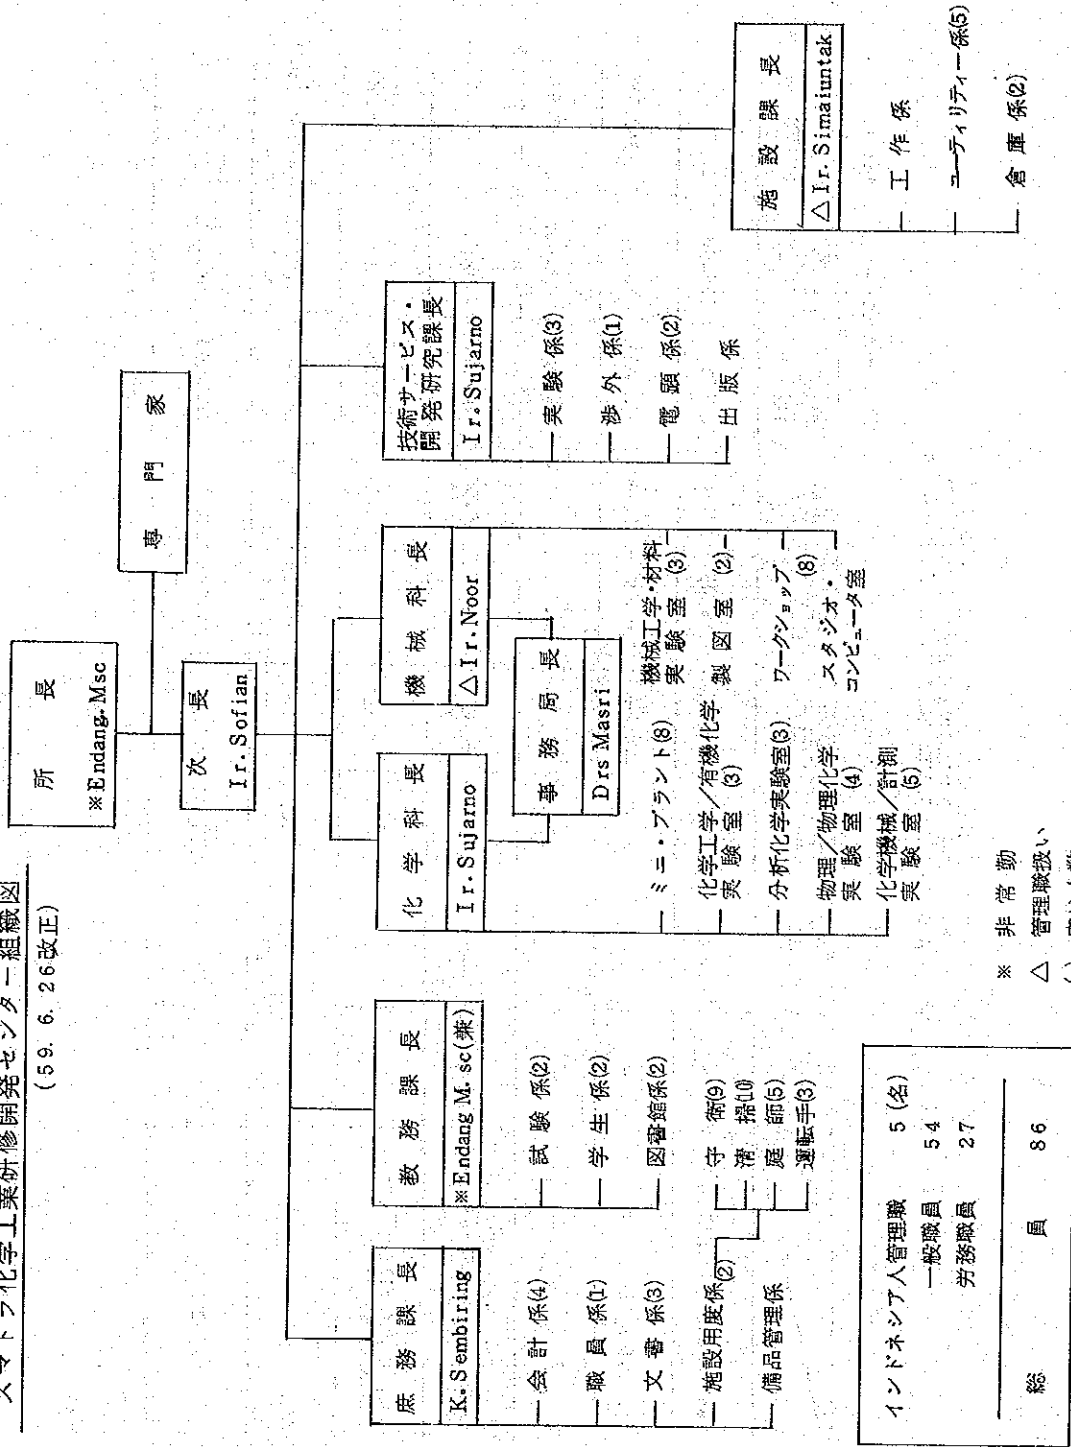 スマトラ化学工業研修開発センター組織図
(59. 6. 26改正)
所長
※Endang.Msc
専門家
次長
Ir.Sofian
庶務課長
K.Sembiring
会計係(4)
職員係(1)
文書係(3)
施設用度係(2)
備品管理係
守衛(9)
清掃(10)
庭師(5)
運転手(3)
教務課長
※Endang M.sc(兼)
試験係(2)
学生係(2)
図書館係(2)
化学科長
Ir.Sujarno
機械科長
△Ir.Noor
事務局長
Drs Masri
ミニ・プラント(8)
化学工学/有機化学
実験室 (3)
分析化学実験室(3)
物理/物理化学
実験室 (4)
化学機械/計測
実験室 (5)
機械工学・材料
実験室 (3)
製図室 (2)
ワークショップ
(8)
スタジオ・
コンピュータ室
技術サービス・
開発研究課長
Ir.Sujarno
実験係(3)
渉外係(1)
電顕係(2)
出版係
施設課長
△Ir.Simaiuntak
工作係
ユーティリティー係(5)
倉庫係(2)
インドネシア人管理職 5(名)
一般職員 54
労務職員 27
総員 86
※ 非常勤
△ 管理職扱い